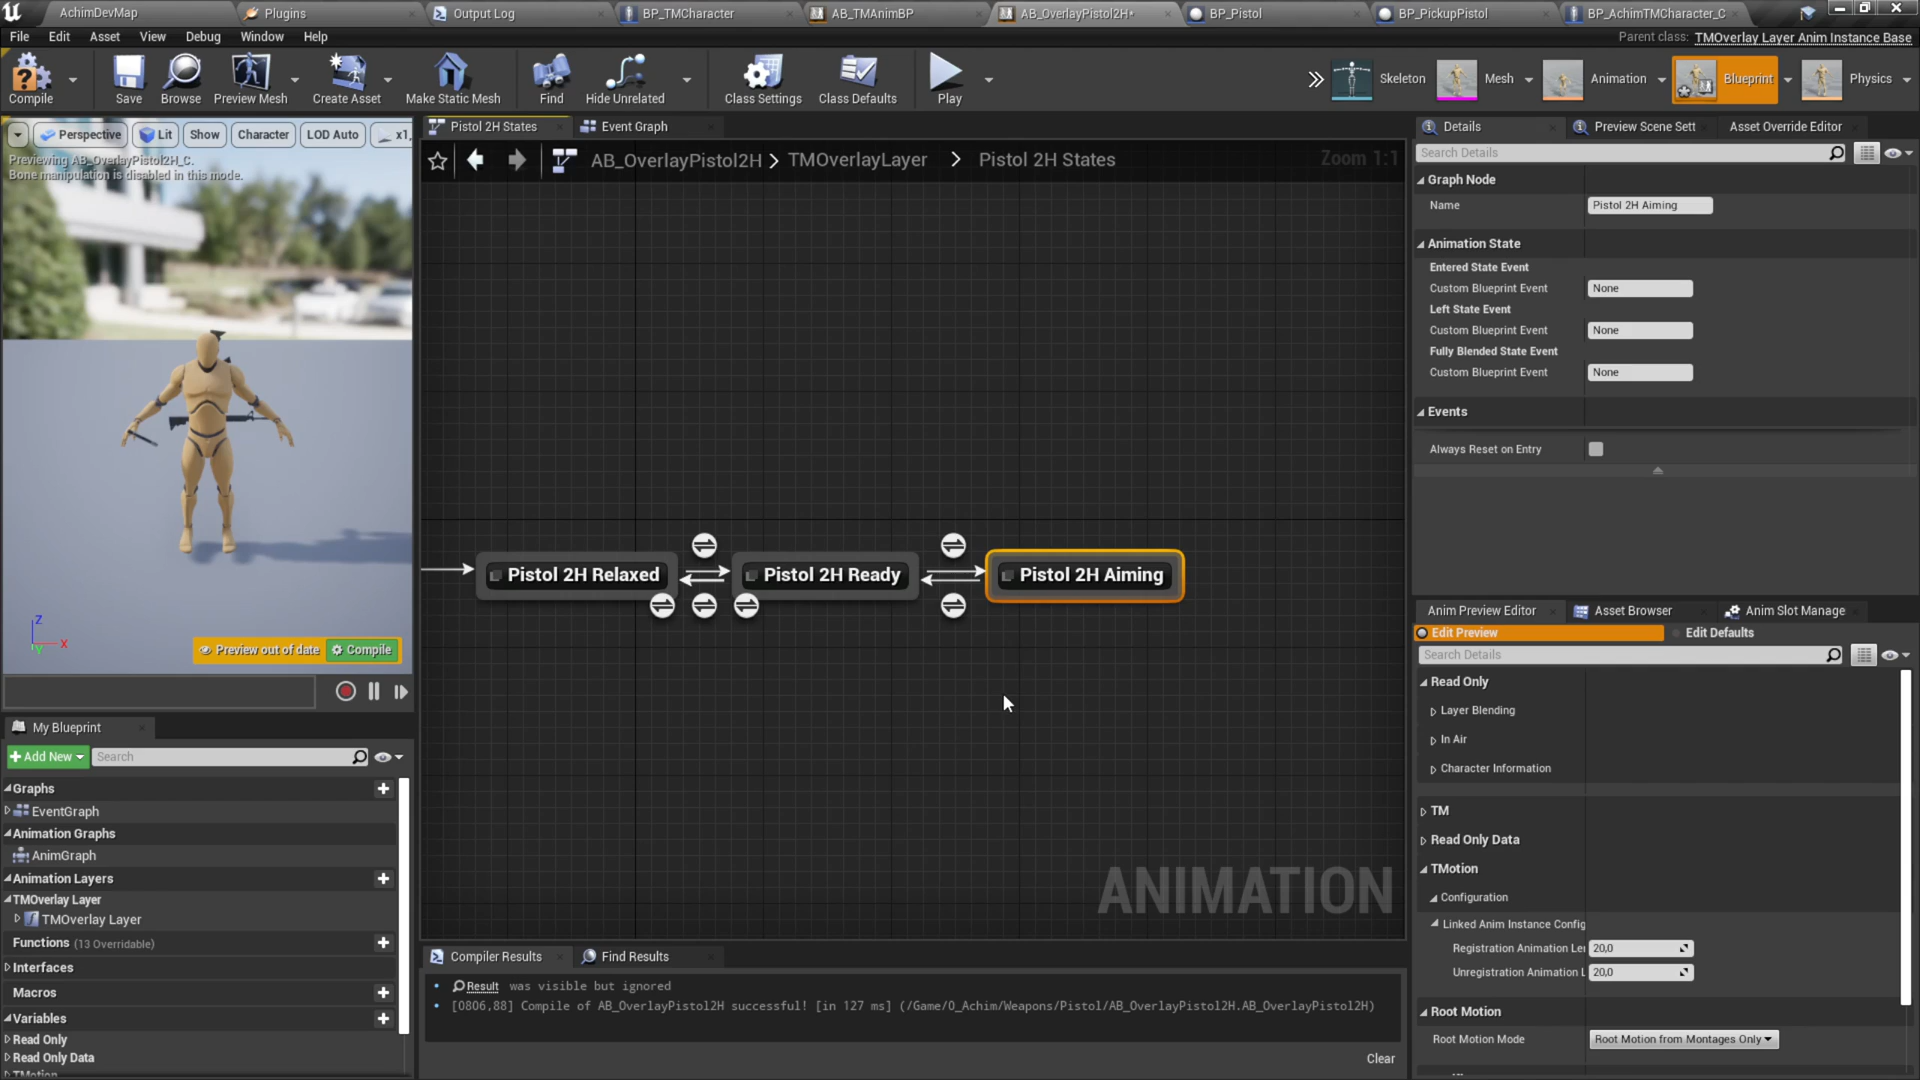 AchimDevMap
Plugins
Output Log
BP_TMCharacter
AB_TMAnimBP
AB_OverlayPistol2H*
BP_Pistol
BP_PickupPistol
BP_AchimTMCharacter_C
File Edit Asset View Debug Window Help
Parent class: TMOverlay Layer Anim Instance Base
Compile
Save
Browse
Preview Mesh
Create Asset
Make Static Mesh
Find
Hide Unrelated
Class Settings
Class Defaults
Play
Skeleton
Mesh
Animation
Blueprint
Physics
Perspective
Lit
Show
Character
LOD Auto
x1,
Previewing AB_OverlayPistol2H_C.
Bone manipulation is disabled in this mode.
Z
X
Y
Preview out of date
Compile
Pistol 2H States
Event Graph
AB_OverlayPistol2H > TMOverlayLayer > Pistol 2H States
Zoom 1:1
Pistol 2H Relaxed
Pistol 2H Ready
Pistol 2H Aiming
ANIMATION
My Blueprint
Add New
Search
Graphs
EventGraph
Animation Graphs
AnimGraph
Animation Layers
TMOverlay Layer
TMOverlay Layer
Functions (13 Overridable)
Interfaces
Macros
Variables
Read Only
Read Only Data
TMotion
Compiler Results
Find Results
Result was visible but ignored
[0806,88] Compile of AB_OverlayPistol2H successful! [in 127 ms] (/Game/0_Achim/Weapons/Pistol/AB_OverlayPistol2H.AB_OverlayPistol2H)
Clear
Details
Preview Scene Sett
Asset Override Editor
Search Details
Graph Node
Name Pistol 2H Aiming
Animation State
Entered State Event
Custom Blueprint Event None
Left State Event
Custom Blueprint Event None
Fully Blended State Event
Custom Blueprint Event None
Events
Always Reset on Entry
Anim Preview Editor
Asset Browser
Anim Slot Manage
Edit Preview
Edit Defaults
Search Details
Read Only
Layer Blending
In Air
Character Information
TM
Read Only Data
TMotion
Configuration
Linked Anim Instance Config
Registration Animation Le 20,0
Unregistration Animation L 20,0
Root Motion
Root Motion Mode Root Motion from Montages Only